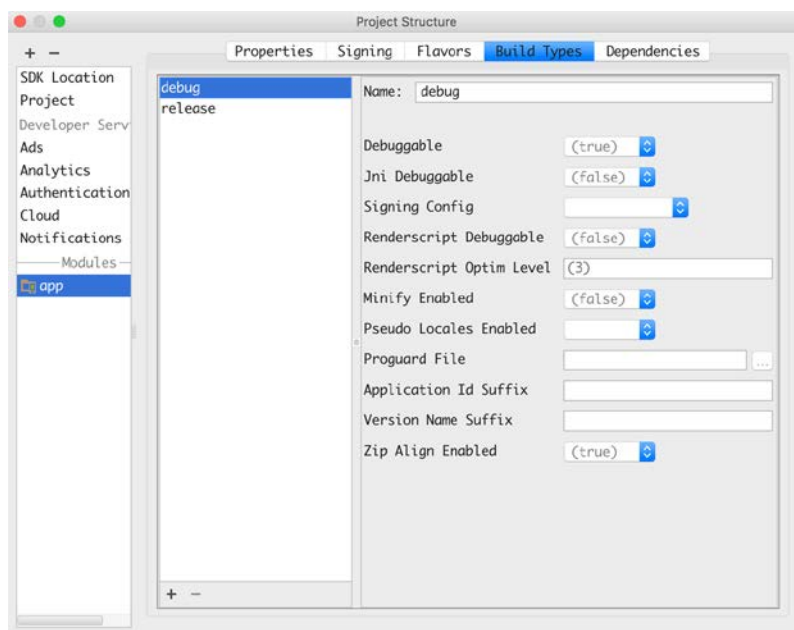 Project Structure
+ −
Properties Signing Flavors Build Types Dependencies
SDK Location
Project
Developer Serv
Ads
Analytics
Authentication
Cloud
Notifications
Modules
app
debug
release
+ −
Name: debug
Debuggable (true)
Jni Debuggable (false)
Signing Config
Renderscript Debuggable (false)
Renderscript Optim Level (3)
Minify Enabled (false)
Pseudo Locales Enabled
Proguard File ...
Application Id Suffix
Version Name Suffix
Zip Align Enabled (true)